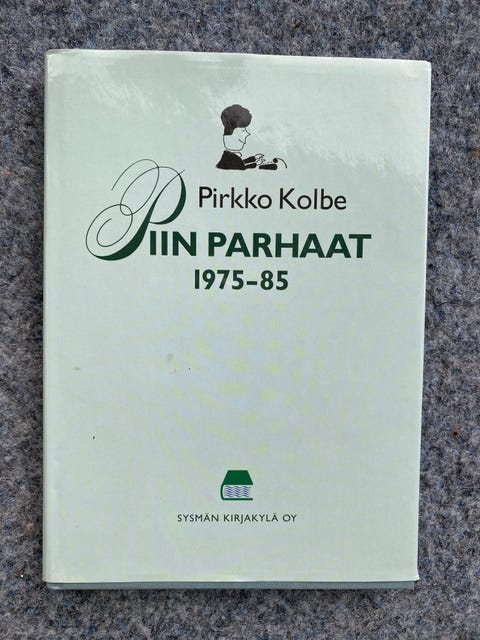 Pirkko Kolbe
PIIN PARHAAT
1975-85
SYSMÄN KIRJAKYLÄ OY